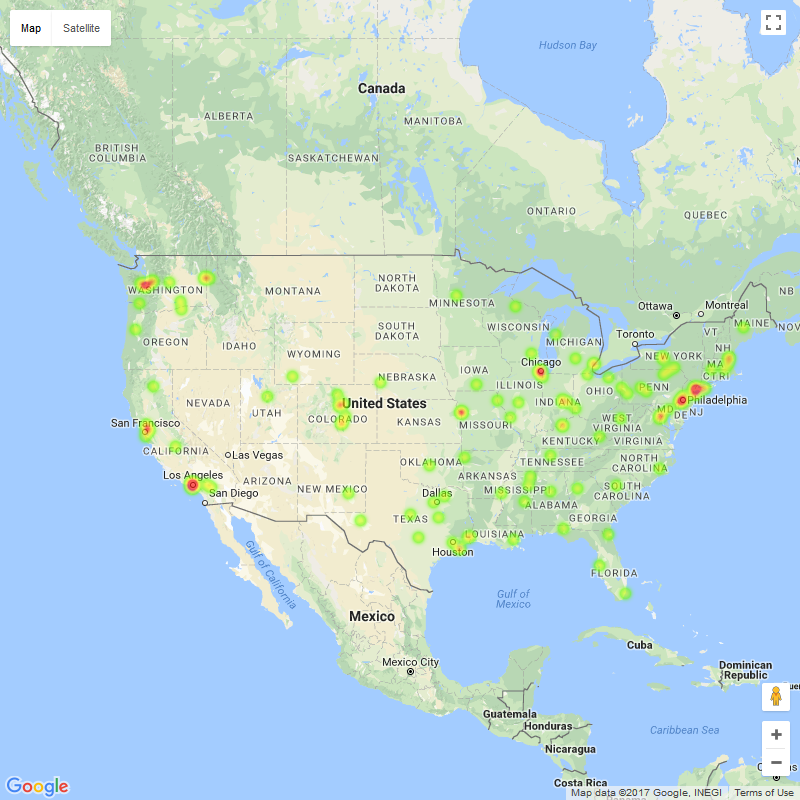 Map
Satellite
Hudson Bay
Canada
ALBERTA
MANITOBA
BRITISH
COLUMBIA
SASKATCHEWAN
ONTARIO
QUEBEC
NB
Ottawa
Montreal
NORTH
DAKOTA
MONTANA
WASHINGTON
MINNESOTA
VT
MAINE
NOV
SOUTH
DAKOTA
WISCONSIN
MICHIGAN
Toronto
OREGON
IDAHO
WYOMING
NH
NEW YORK
MA
CT
RI
Chicago
IOWA
NEBRASKA
ILLINOIS
OHIO
PENN
NEVADA
UTAH
United States
COLORADO
INDIANA
Philadelphia
MD
DE
NJ
San Francisco
KANSAS
MISSOURI
WEST
VIRGINIA
CALIFORNIA
KENTUCKY
VIRGINIA
Las Vegas
Los Angeles
ARIZONA
NEW MEXICO
OKLAHOMA
TENNESSEE
NORTH
CAROLINA
San Diego
Dallas
ARKANSAS
MISSISSIPPI
SOUTH
CAROLINA
ALABAMA
GEORGIA
TEXAS
LOUISIANA
Houston
Gulf of
California
FLORIDA
Gulf of
Mexico
Mexico
Cuba
Mexico City
Dominican
Republic
Guatemala
Honduras
Caribbean Sea
Nicaragua
Costa Rica
Panama
Google
Map data ©2017 Google, INEGI
Terms of Use